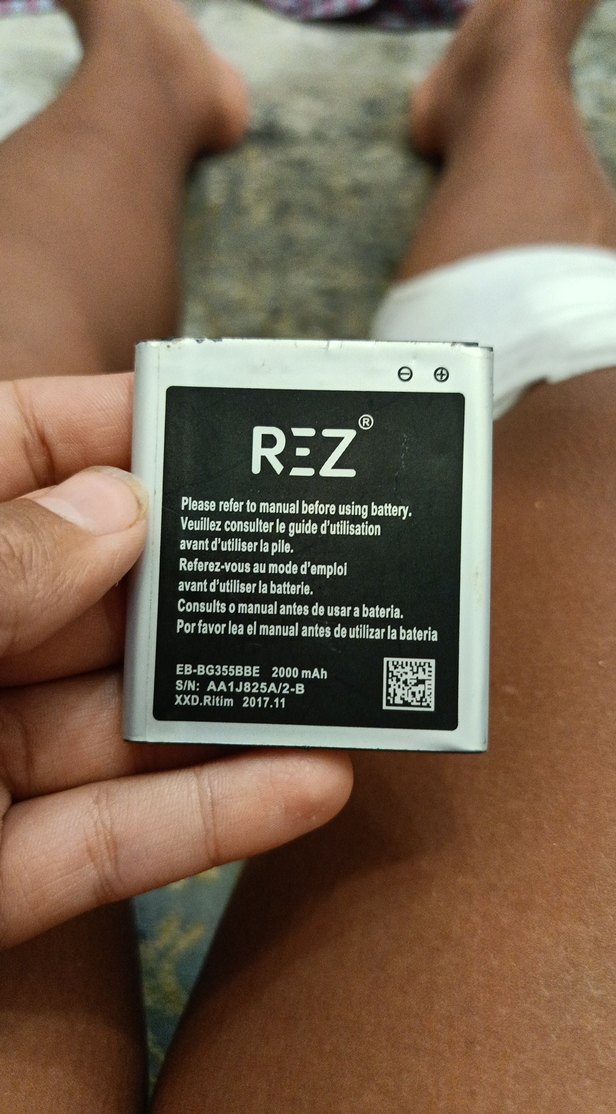 ⊖ ⊕
REZ®
Please refer to manual before using battery.
Veuillez consulter le guide d'utilisation
avant d'utiliser la pile.
Referez-vous au mode d'emploi
avant d'utiliser la batterie.
Consults o manual antes de usar a bateria.
Por favor lea el manual antes de utilizar la bateria
EB-BG355BBE 2000 mAh
S/N: AA1J825A/2-B
XXD.Ritim 2017.11